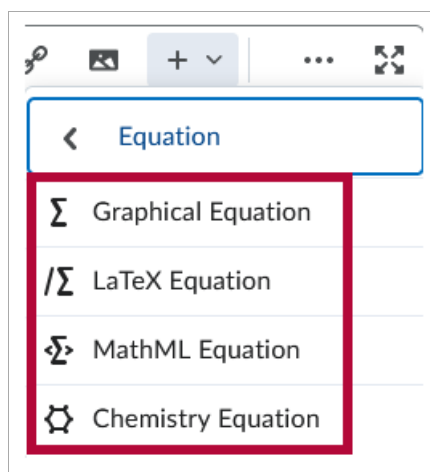 Equation
Graphical Equation
LaTeX Equation
MathML Equation
Chemistry Equation